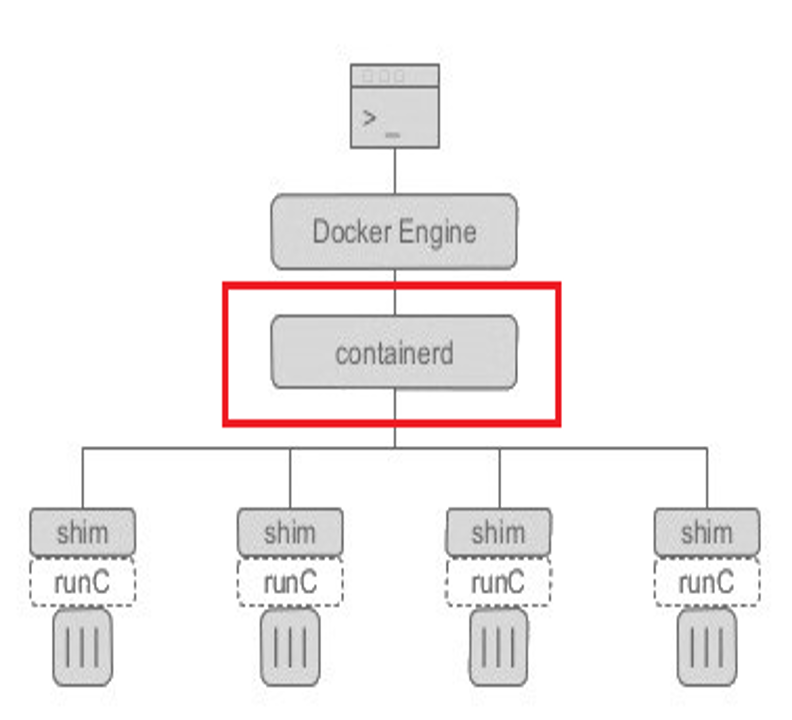 >_
Docker Engine
containerd
shim shim shim shim
runC runC runC runC